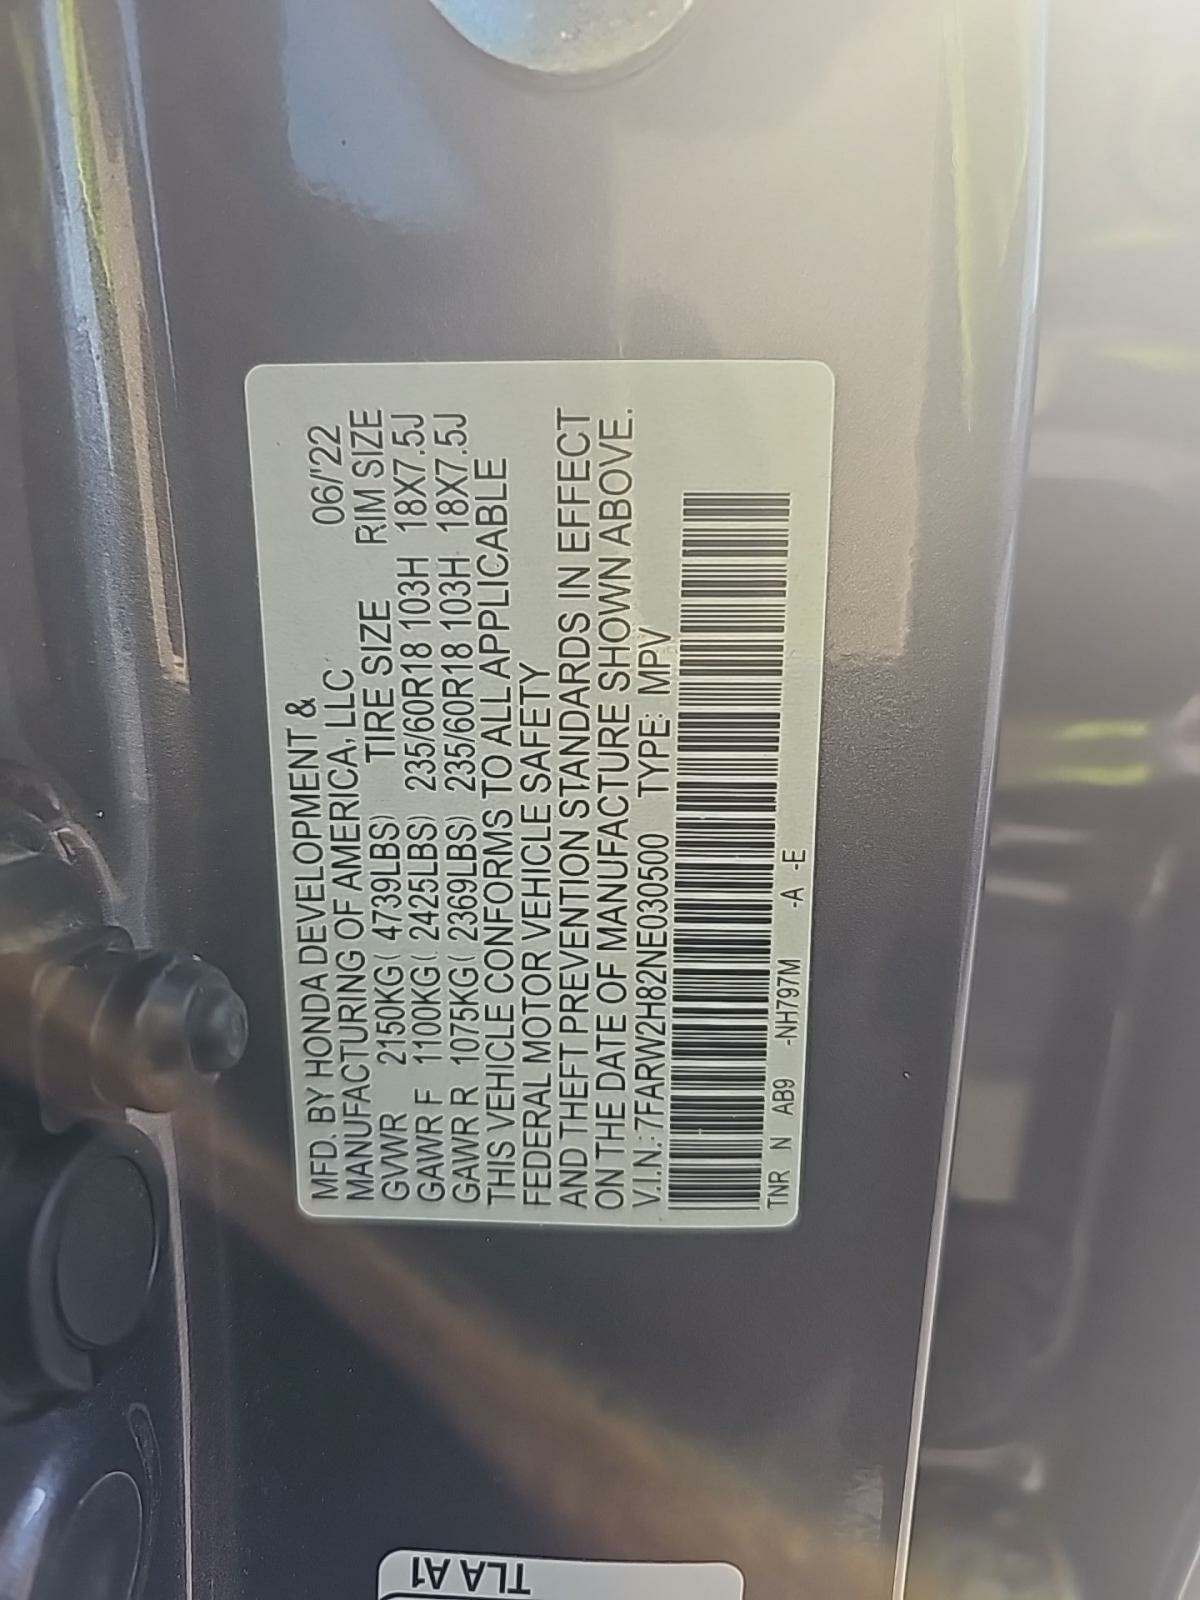 MFD. BY HONDA DEVELOPMENT &
MANUFACTURING OF AMERICA, LLC 06/'22
GVWR 2150KG( 4739LBS) TIRE SIZE RIM SIZE
GAWR F 1100KG( 2425LBS) 235/60R18 103H 18X7.5J
GAWR R 1075KG( 2369LBS) 235/60R18 103H 18X7.5J
THIS VEHICLE CONFORMS TO ALL APPLICABLE
FEDERAL MOTOR VEHICLE SAFETY
AND THEFT PREVENTION STANDARDS IN EFFECT
ON THE DATE OF MANUFACTURE SHOWN ABOVE.
V.I.N.: 7FARW2H82NE030500 TYPE: MPV
TNR N AB9 -NH797M -A -E
TLA A1